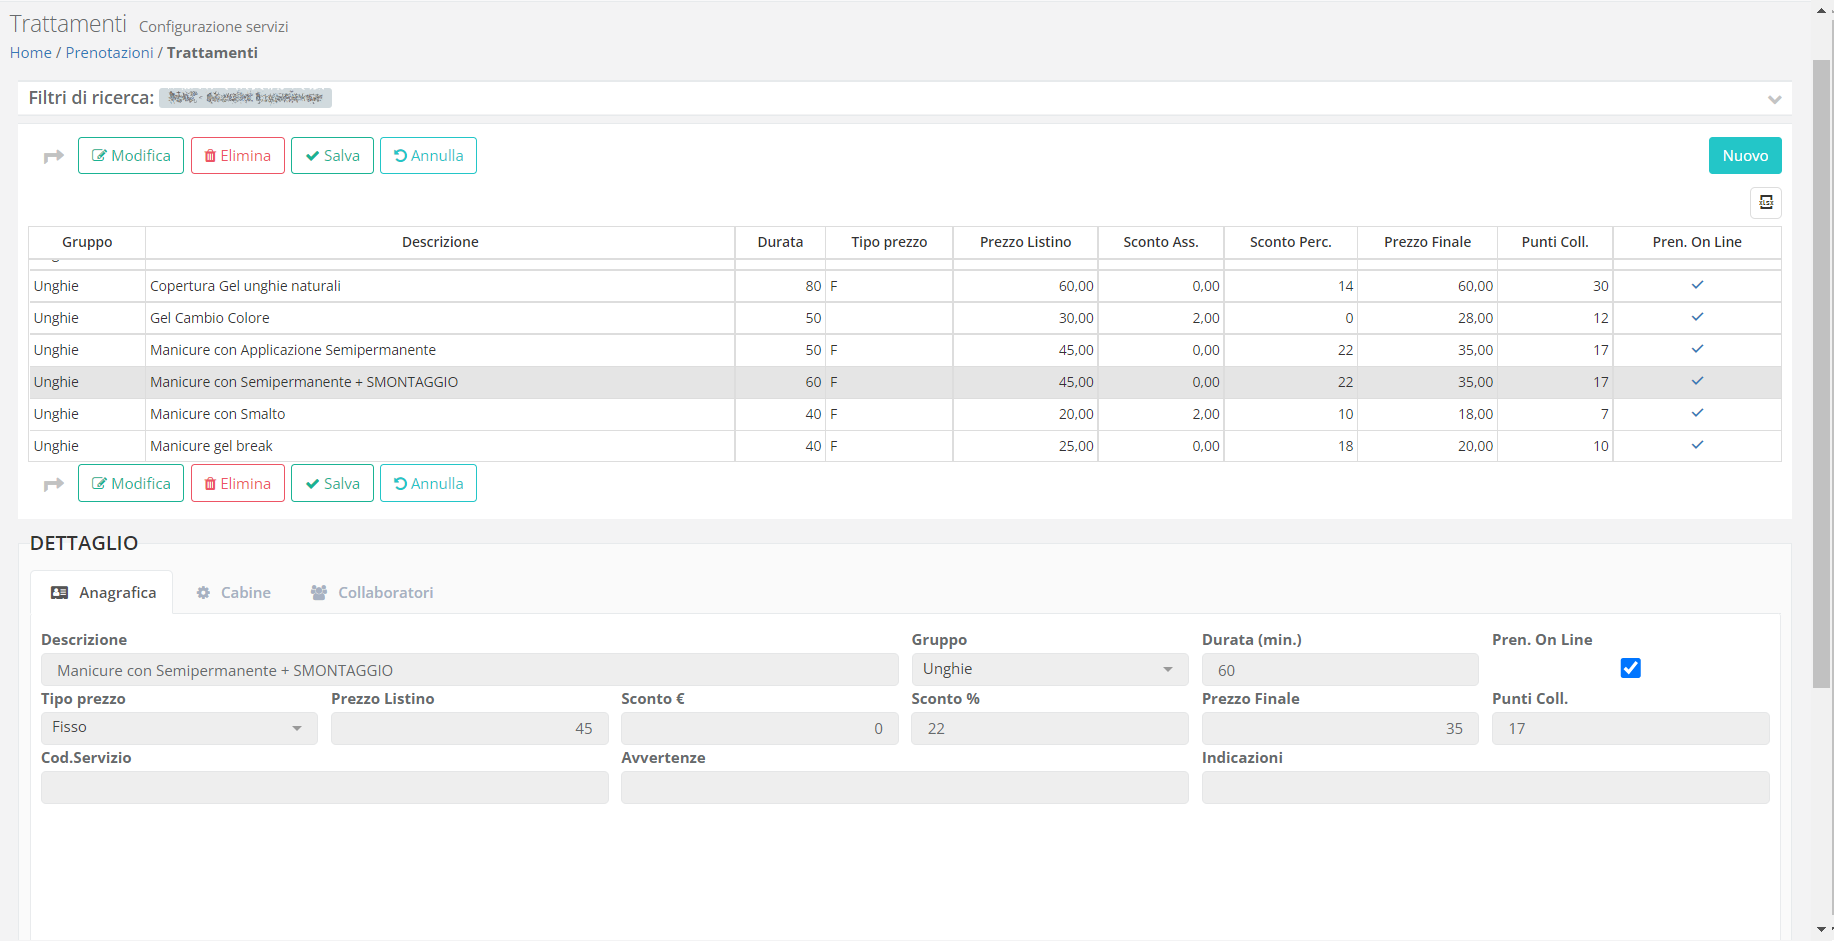 Trattamenti Configurazione servizi
Home / Prenotazioni / Trattamenti
Filtri di ricerca:
Modifica Elimina Salva Annulla Nuovo
XLSX
Gruppo Descrizione Durata Tipo prezzo Prezzo Listino Sconto Ass. Sconto Perc. Prezzo Finale Punti Coll. Pren. On Line
Unghie Copertura Gel unghie naturali 80 F 60,00 0,00 14 60,00 30
Unghie Gel Cambio Colore 50 30,00 2,00 0 28,00 12
Unghie Manicure con Applicazione Semipermanente 50 F 45,00 0,00 22 35,00 17
Unghie Manicure con Semipermanente + SMONTAGGIO 60 F 45,00 0,00 22 35,00 17
Unghie Manicure con Smalto 40 F 20,00 2,00 10 18,00 7
Unghie Manicure gel break 40 F 25,00 0,00 18 20,00 10
Modifica Elimina Salva Annulla
DETTAGLIO
Anagrafica Cabine Collaboratori
Descrizione Gruppo Durata (min.) Pren. On Line
Manicure con Semipermanente + SMONTAGGIO Unghie 60
Tipo prezzo Prezzo Listino Sconto € Sconto % Prezzo Finale Punti Coll.
Fisso 45 0 22 35 17
Cod.Servizio Avvertenze Indicazioni